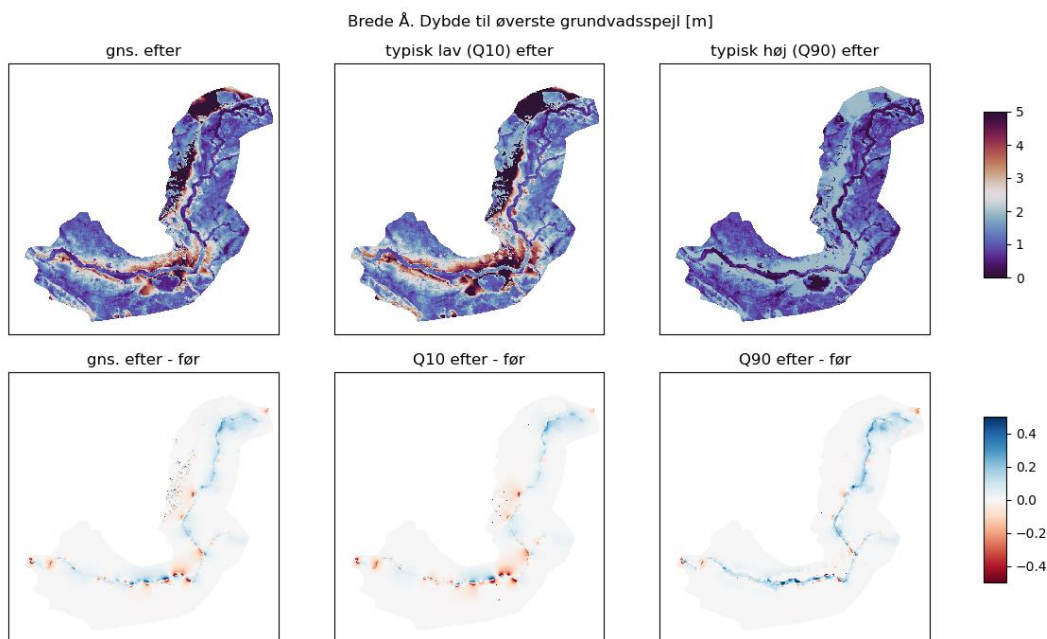 Brede Å. Dybde til øverste grundvadsspejl [m]
gns. efter
typisk lav (Q10) efter
typisk høj (Q90) efter
5
4
3
2
1
0
gns. efter - før
Q10 efter - før
Q90 efter - før
0.4
0.2
0.0
−0.2
−0.4